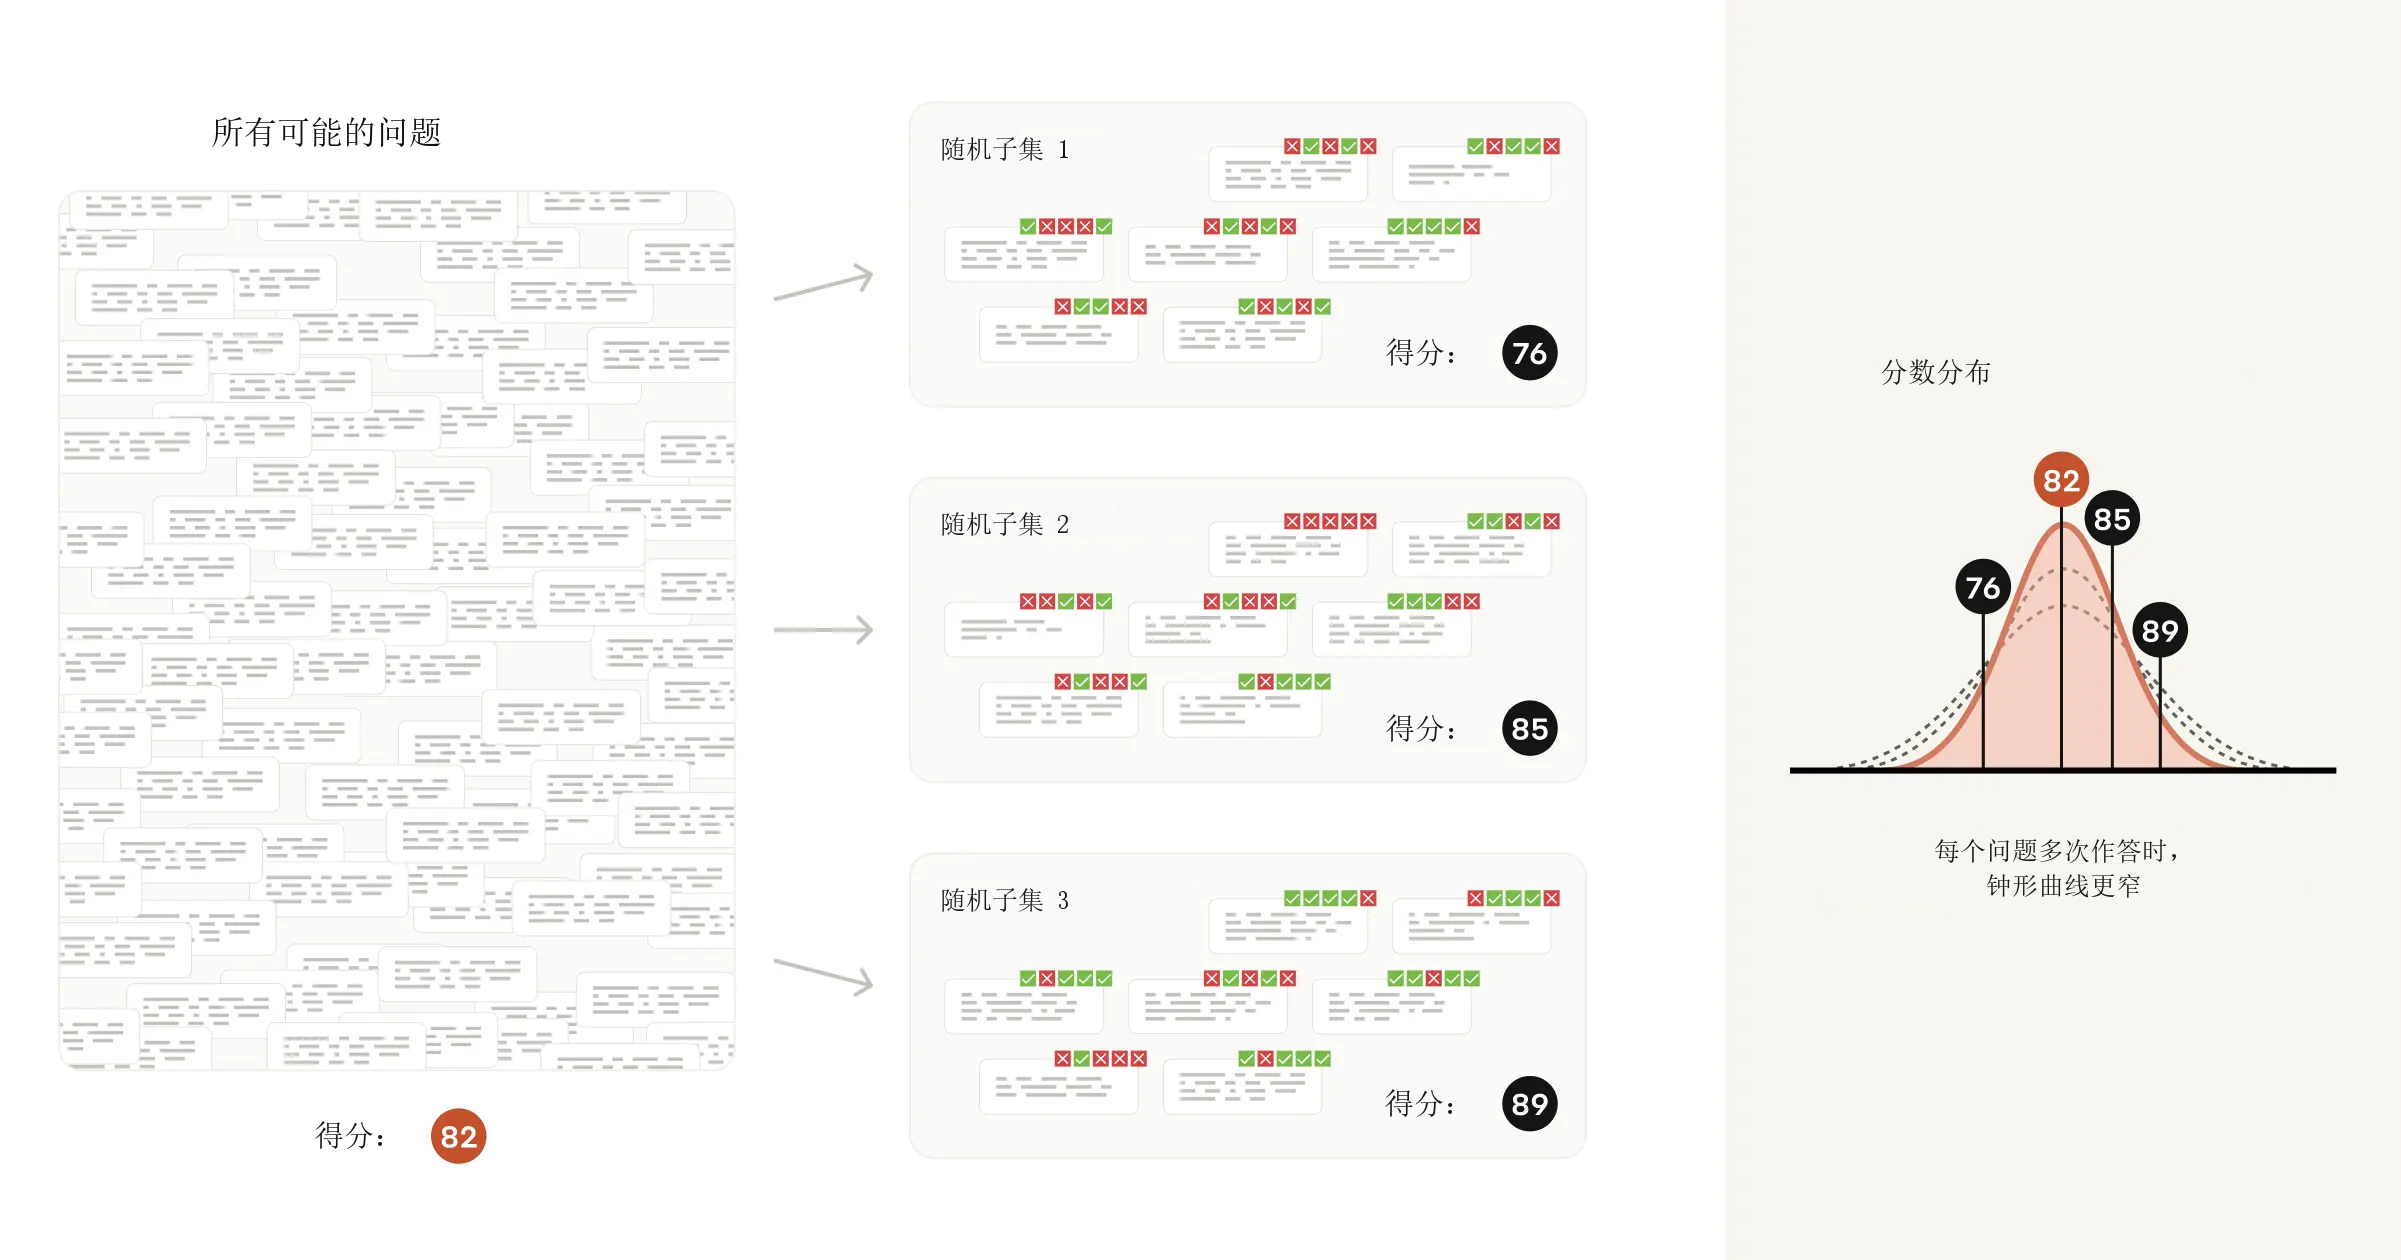 所有可能的问题
得分: 82
随机子集 1
得分: 76
随机子集 2
得分: 85
随机子集 3
得分: 89
分数分布
82
85
76
89
每个问题多次作答时,
钟形曲线更窄